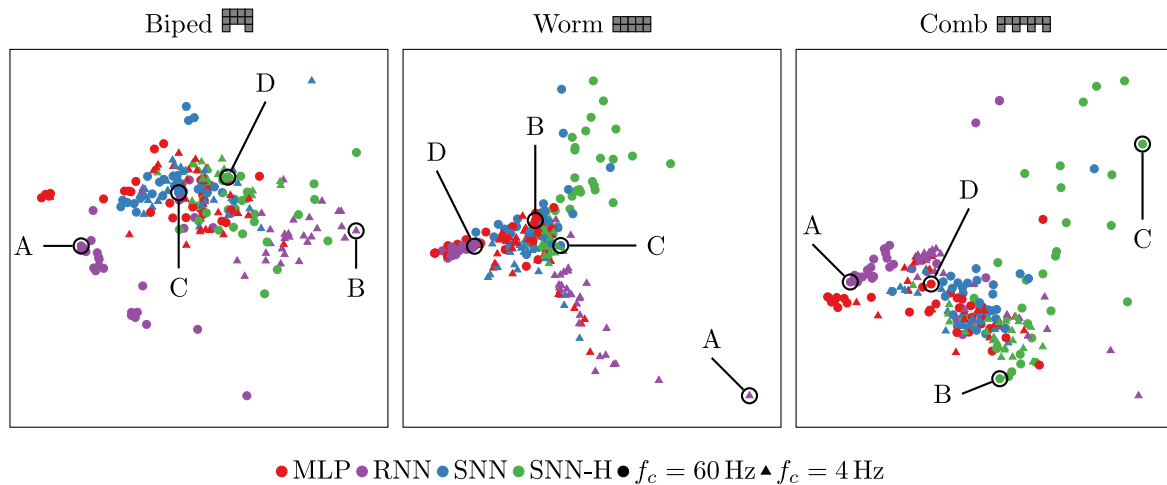 Biped
Worm
Comb
D
A
C
B
B
D
C
A
D
A
C
B
MLP RNN SNN SNN-H f_c = 60 Hz f_c = 4 Hz